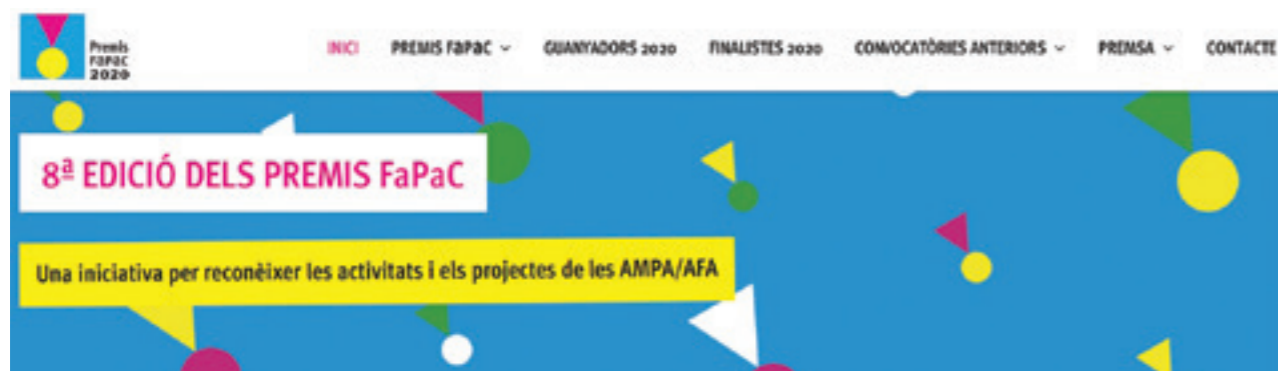 Premis
FaPaC
2020
INICI PREMIS FaPaC GUANYADORS 2020 FINALISTES 2020 CONVOCATÒRIES ANTERIORS PREMSA CONTACTE
8ª EDICIÓ DELS PREMIS FaPaC
Una iniciativa per reconèixer les activitats i els projectes de les AMPA/AFA